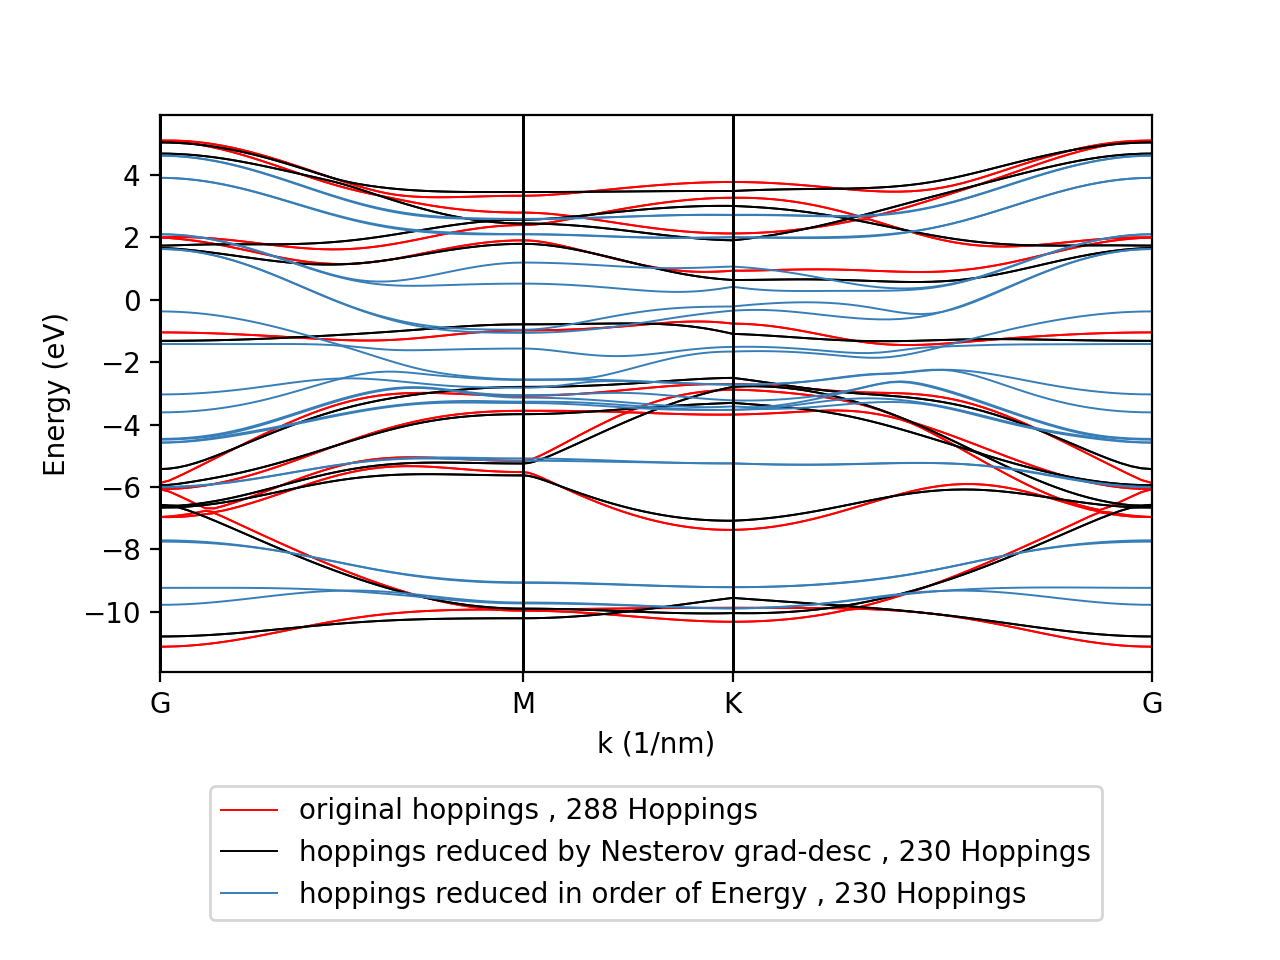 4
2
0
−2
−4
−6
−8
−10
Energy (eV)
G M K G
k (1/nm)
original hoppings , 288 Hoppings
hoppings reduced by Nesterov grad-desc , 230 Hoppings
hoppings reduced in order of Energy , 230 Hoppings